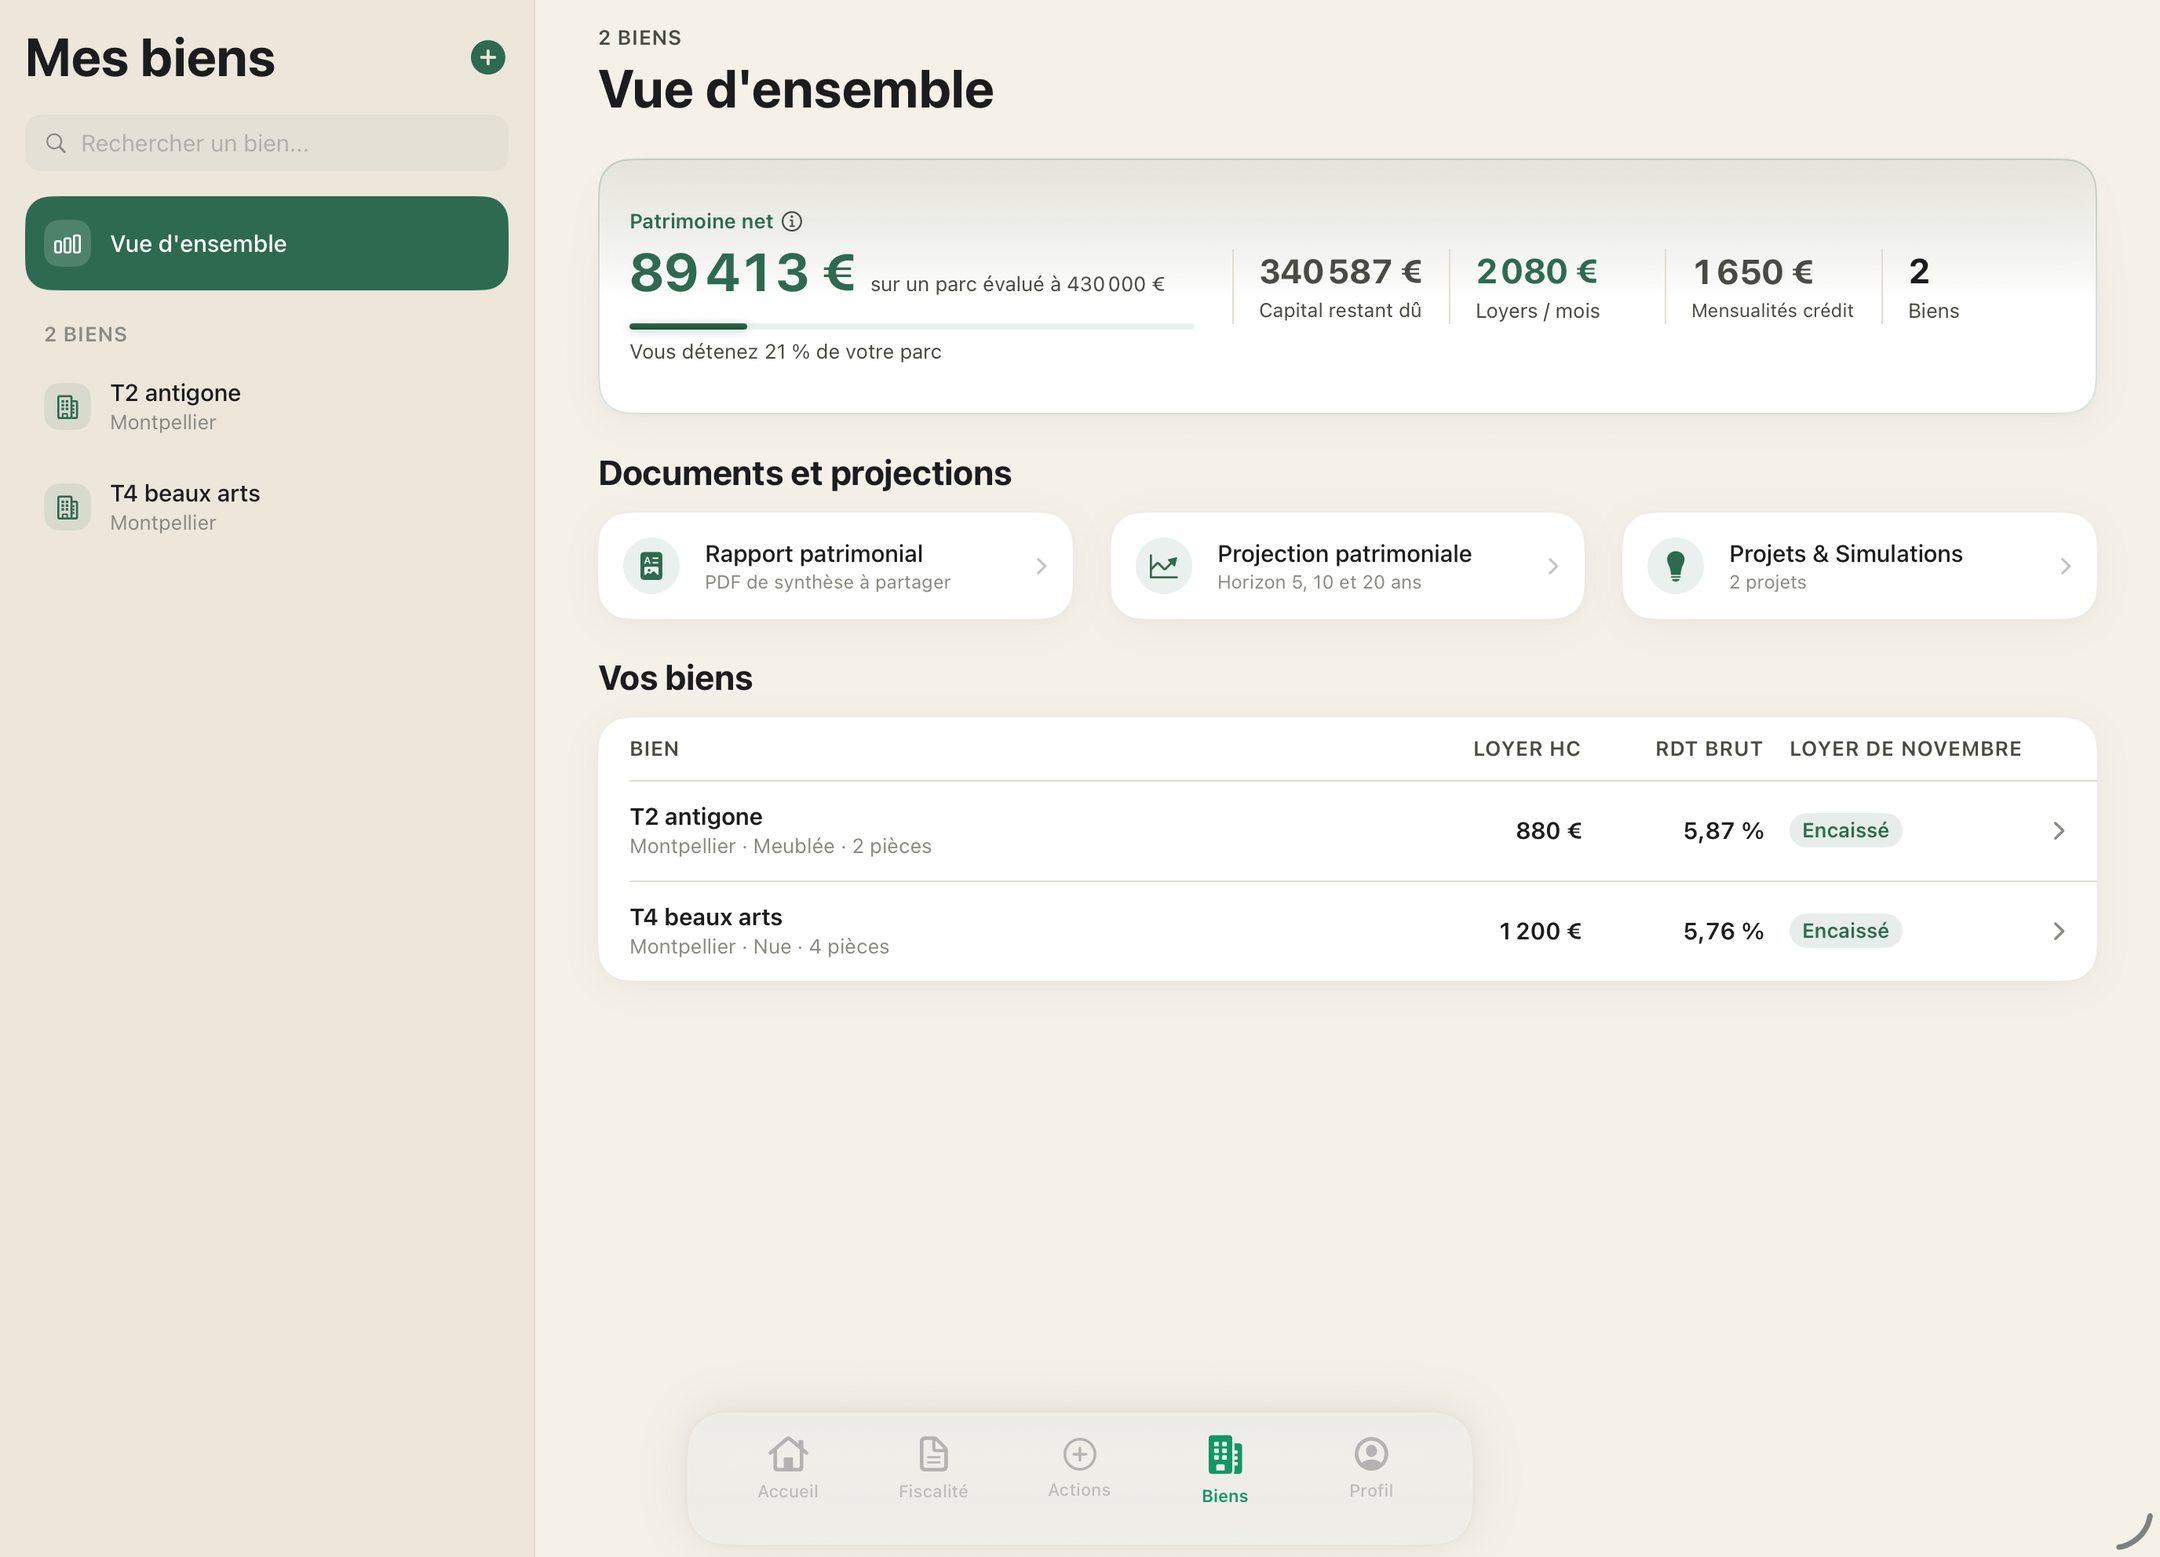 Mes biens
Rechercher un bien...
Vue d'ensemble
2 BIENS
T2 antigone
Montpellier
T4 beaux arts
Montpellier
2 BIENS
Vue d'ensemble
Patrimoine net
89 413 € sur un parc évalué à 430 000 €
Vous détenez 21 % de votre parc
340 587 €
Capital restant dû
2 080 €
Loyers / mois
1 650 €
Mensualités crédit
2
Biens
Documents et projections
Rapport patrimonial
PDF de synthèse à partager
Projection patrimoniale
Horizon 5, 10 et 20 ans
Projets & Simulations
2 projets
Vos biens
BIEN LOYER HC RDT BRUT LOYER DE NOVEMBRE
T2 antigone
Montpellier · Meublée · 2 pièces
880 € 5,87 % Encaissé
T4 beaux arts
Montpellier · Nue · 4 pièces
1 200 € 5,76 % Encaissé
Accueil Fiscalité Actions Biens Profil